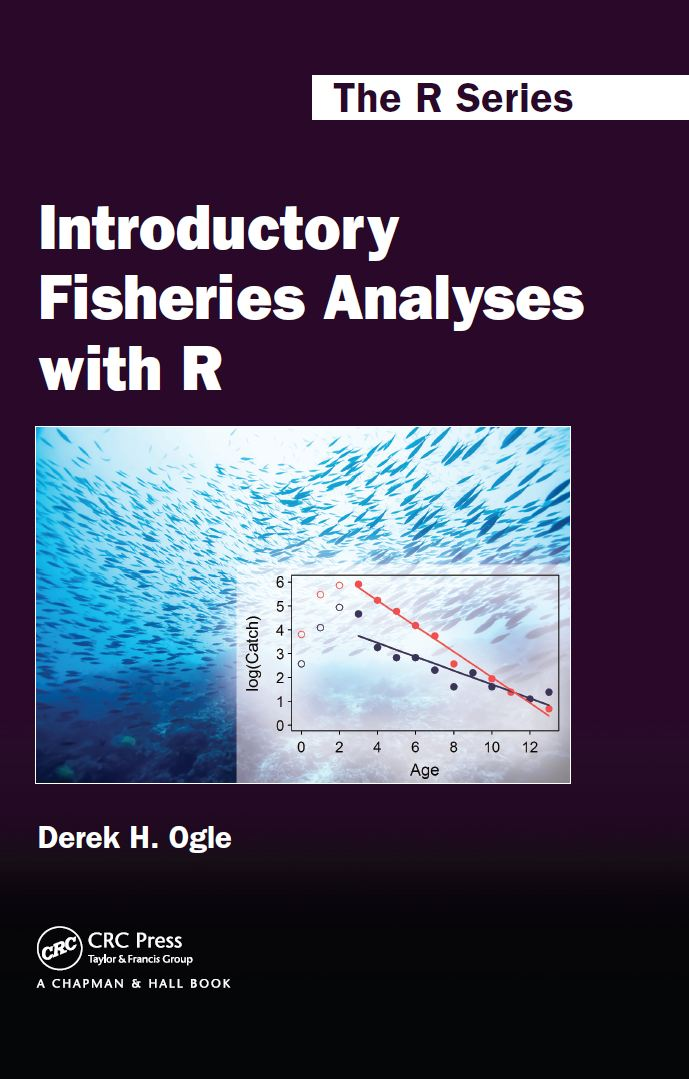 The R Series
Introductory
Fisheries Analyses
with R
6
5
4
3
2
1
0
log(Catch)
0 2 4 6 8 10 12
Age
Derek H. Ogle
CRC
CRC Press
Taylor & Francis Group
A CHAPMAN & HALL BOOK